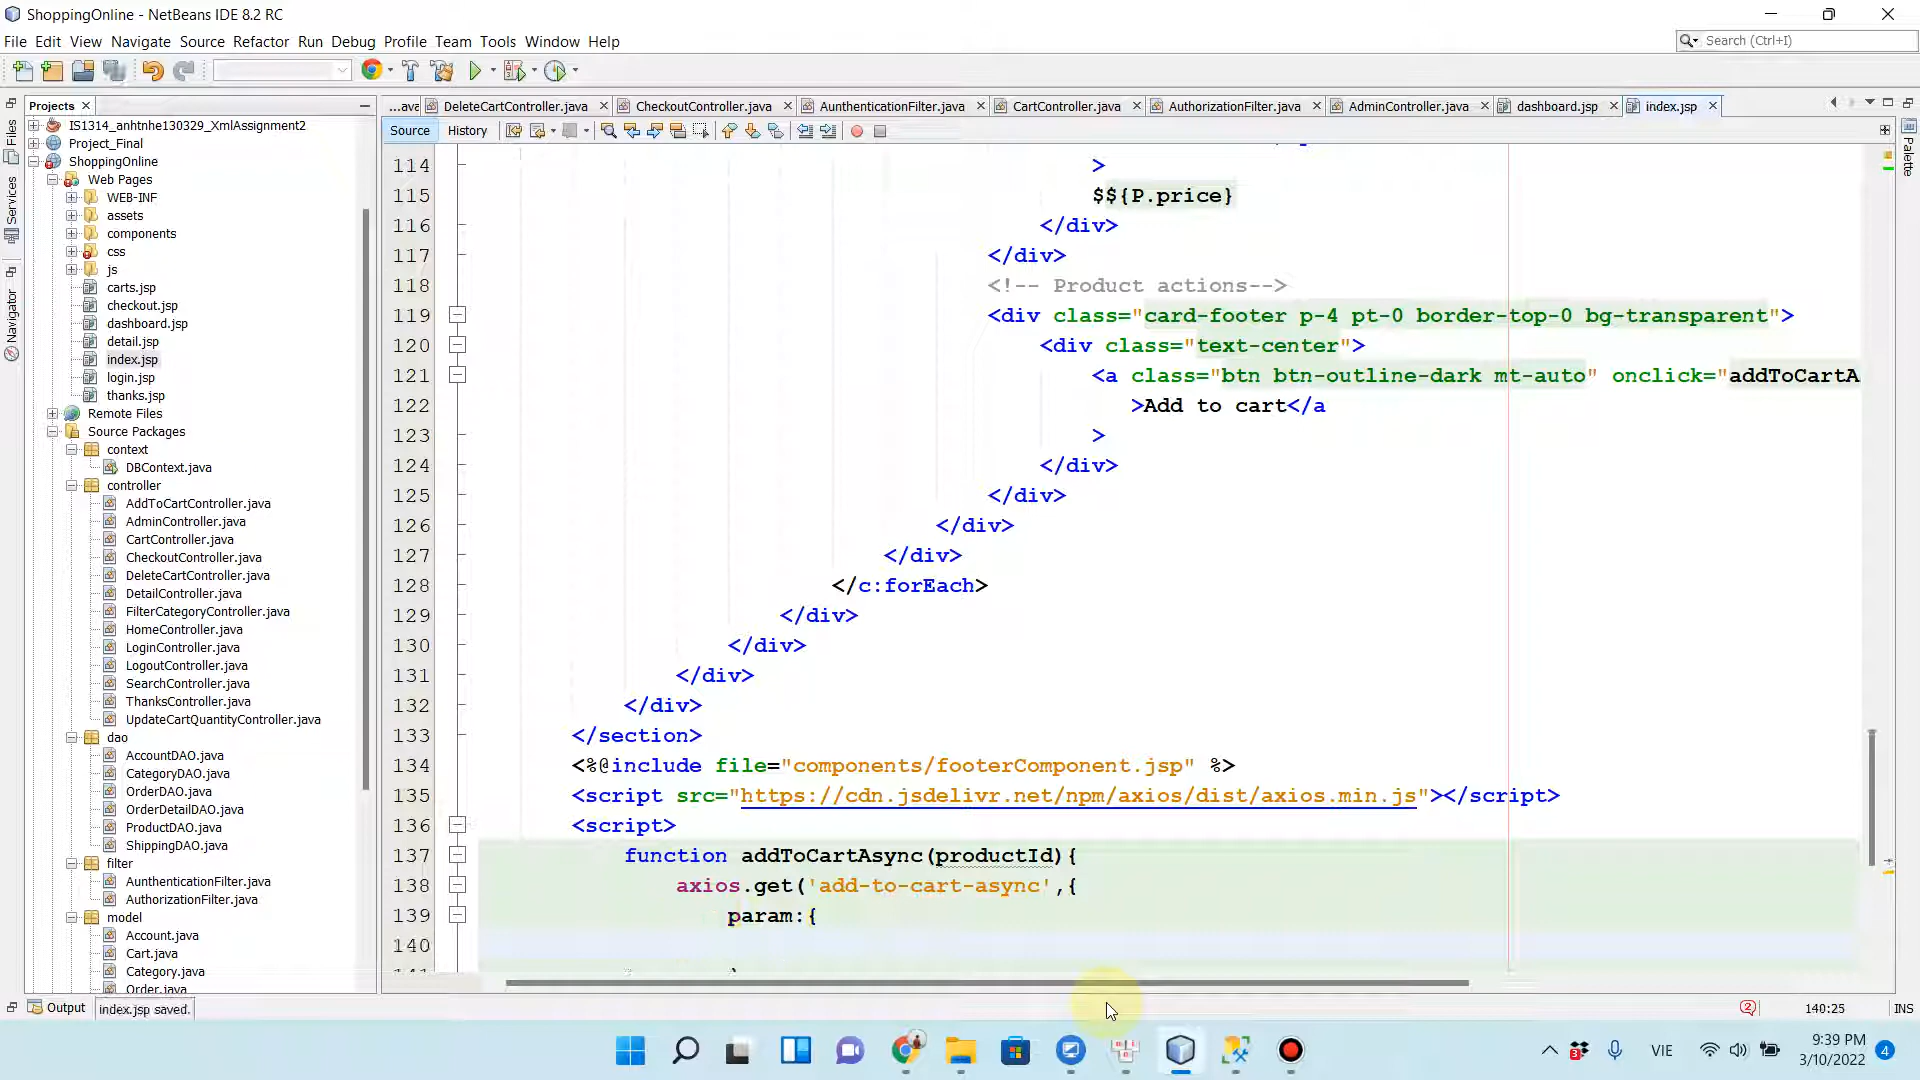 ShoppingOnline - NetBeans IDE 8.2 RC
File Edit View Navigate Source Refactor Run Debug Profile Team Tools Window Help
Search (Ctrl+I)
Projects
...ava DeleteCartController.java CheckoutController.java AunthenticationFilter.java CartController.java AuthorizationFilter.java AdminController.java dashboard.jsp index.jsp
Source History
Files
Services
Navigator
Palette
IS1314_anhtnhe130329_XmlAssignment2
Project_Final
ShoppingOnline
Web Pages
WEB-INF
assets
components
css
js
carts.jsp
checkout.jsp
dashboard.jsp
detail.jsp
index.jsp
login.jsp
thanks.jsp
Remote Files
Source Packages
context
DBContext.java
controller
AddToCartController.java
AdminController.java
CartController.java
CheckoutController.java
DeleteCartController.java
DetailController.java
FilterCategoryController.java
HomeController.java
LoginController.java
LogoutController.java
SearchController.java
ThanksController.java
UpdateCartQuantityController.java
dao
AccountDAO.java
CategoryDAO.java
OrderDAO.java
OrderDetailDAO.java
ProductDAO.java
ShippingDAO.java
filter
AunthenticationFilter.java
AuthorizationFilter.java
model
Account.java
Cart.java
Category.java
Order.java
114 >
115 $${P.price}
116 </div>
117 </div>
118 <!-- Product actions-->
119 <div class="card-footer p-4 pt-0 border-top-0 bg-transparent">
120 <div class="text-center">
121 <a class="btn btn-outline-dark mt-auto" onclick="addToCartA
122 >Add to cart</a
123 >
124 </div>
125 </div>
126 </div>
127 </div>
128 </c:forEach>
129 </div>
130 </div>
131 </div>
132 </div>
133 </section>
134 <%@include file="components/footerComponent.jsp" %>
135 <script src="https://cdn.jsdelivr.net/npm/axios/dist/axios.min.js"></script>
136 <script>
137 function addToCartAsync(productId){
138 axios.get('add-to-cart-async',{
139 param:{
140
Output index.jsp saved. 2 140:25 INS
VIE 9:39 PM
3/10/2022 4